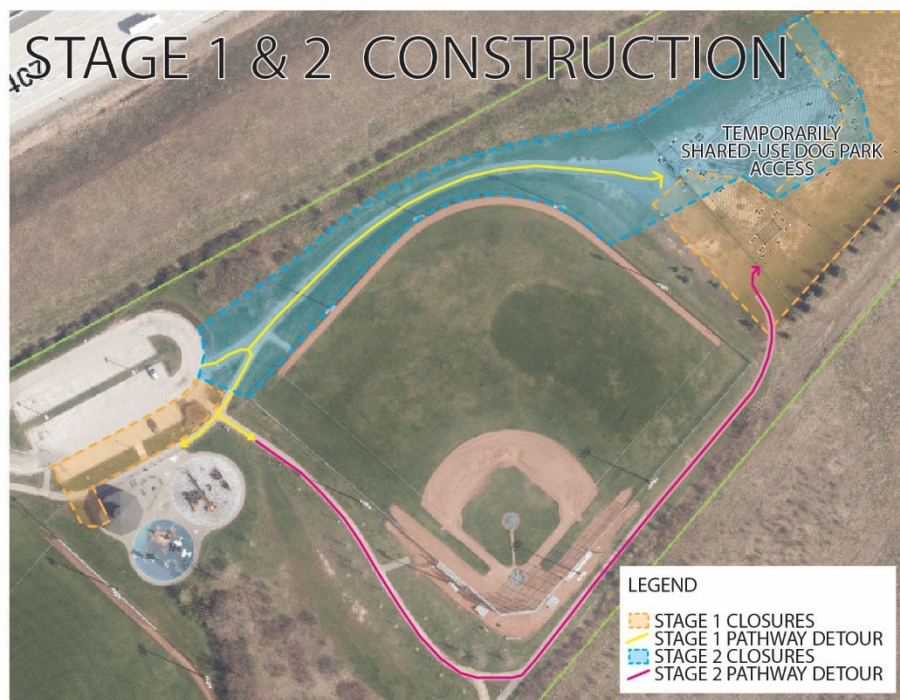 STAGE 1 & 2 CONSTRUCTION
407
TEMPORARILY
SHARED-USE DOG PARK
ACCESS
LEGEND
STAGE 1 CLOSURES
STAGE 1 PATHWAY DETOUR
STAGE 2 CLOSURES
STAGE 2 PATHWAY DETOUR